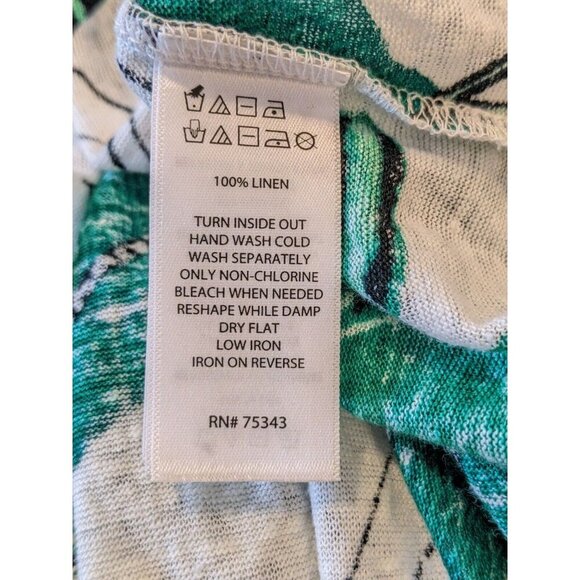 100% LINEN
TURN INSIDE OUT
HAND WASH COLD
WASH SEPARATELY
ONLY NON-CHLORINE
BLEACH WHEN NEEDED
RESHAPE WHILE DAMP
DRY FLAT
LOW IRON
IRON ON REVERSE
RN# 75343